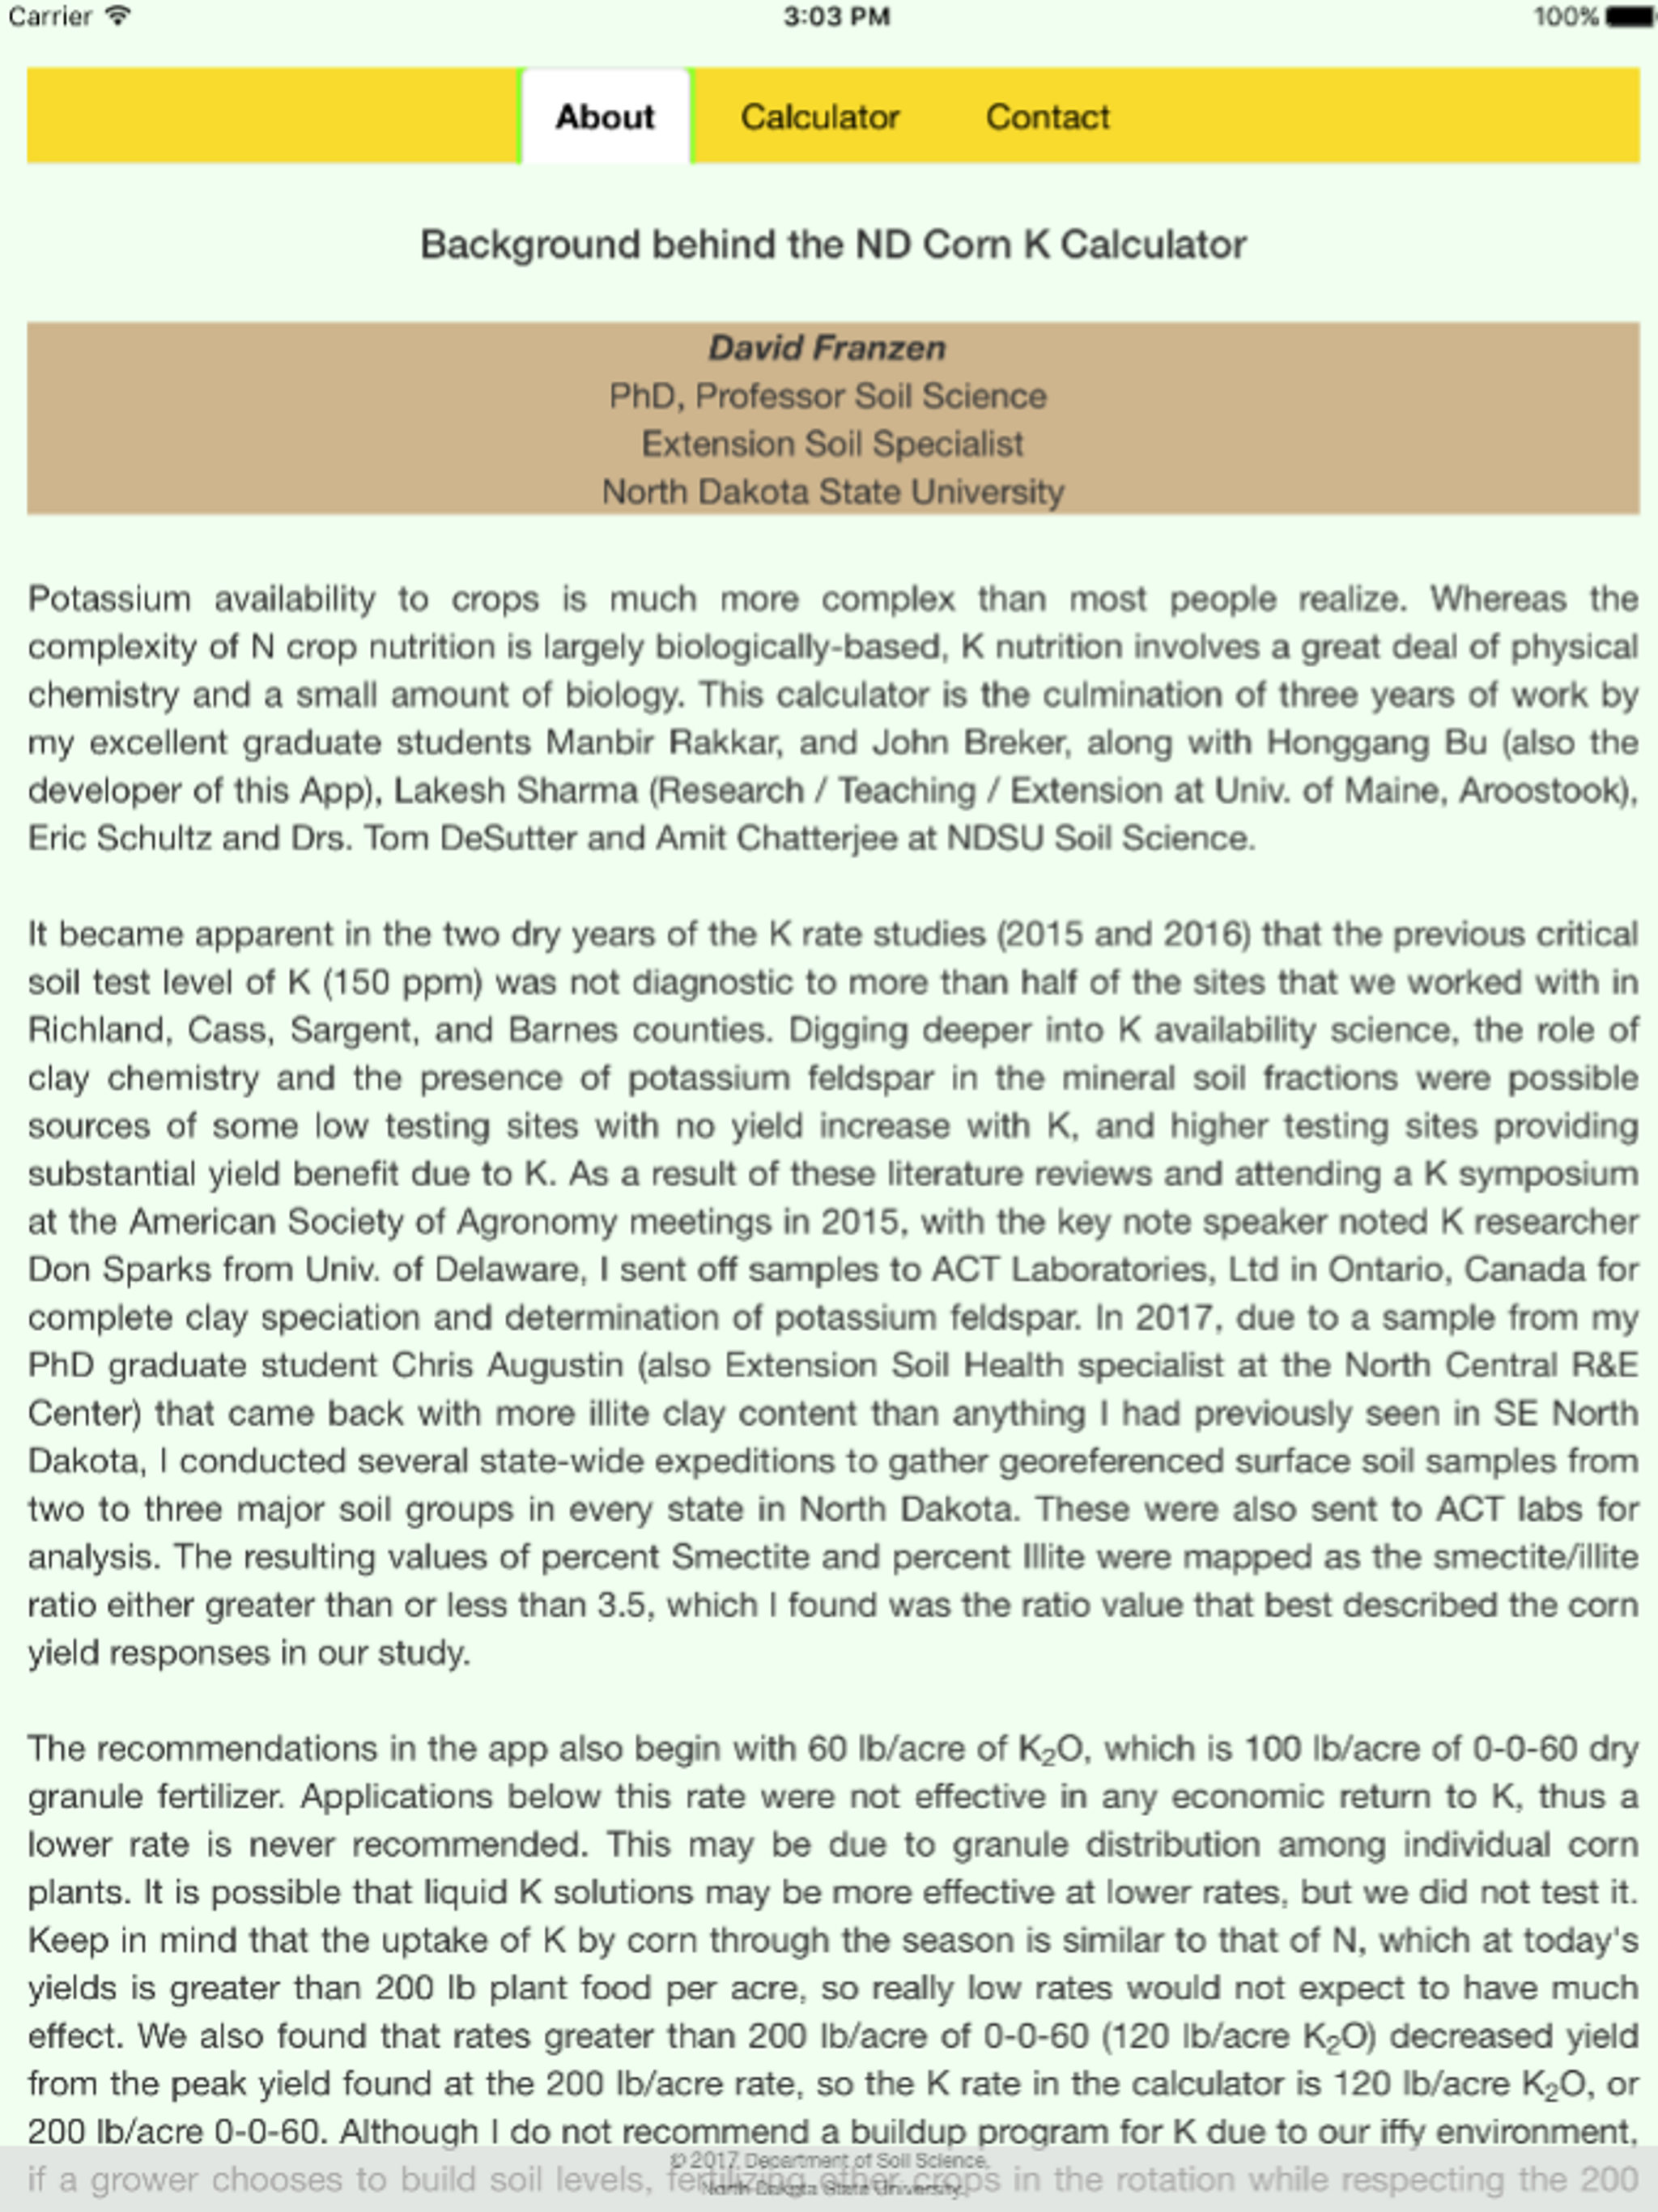 Carrier
3:03 PM
100%
About
Calculator
Contact
Background behind the ND Corn K Calculator
David Franzen
PhD, Professor Soil Science
Extension Soil Specialist
North Dakota State University
Potassium availability to crops is much more complex than most people realize. Whereas the
complexity of N crop nutrition is largely biologically-based, K nutrition involves a great deal of physical
chemistry and a small amount of biology. This calculator is the culmination of three years of work by
my excellent graduate students Manbir Rakkar, and John Breker, along with Honggang Bu (also the
developer of this App), Lakesh Sharma (Research / Teaching / Extension at Univ. of Maine, Aroostook),
Eric Schultz and Drs. Tom DeSutter and Amit Chatterjee at NDSU Soil Science.
It became apparent in the two dry years of the K rate studies (2015 and 2016) that the previous critical
soil test level of K (150 ppm) was not diagnostic to more than half of the sites that we worked with in
Richland, Cass, Sargent, and Barnes counties. Digging deeper into K availability science, the role of
clay chemistry and the presence of potassium feldspar in the mineral soil fractions were possible
sources of some low testing sites with no yield increase with K, and higher testing sites providing
substantial yield benefit due to K. As a result of these literature reviews and attending a K symposium
at the American Society of Agronomy meetings in 2015, with the key note speaker noted K researcher
Don Sparks from Univ. of Delaware, I sent off samples to ACT Laboratories, Ltd in Ontario, Canada for
complete clay speciation and determination of potassium feldspar. In 2017, due to a sample from my
PhD graduate student Chris Augustin (also Extension Soil Health specialist at the North Central R&E
Center) that came back with more illite clay content than anything I had previously seen in SE North
Dakota, I conducted several state-wide expeditions to gather georeferenced surface soil samples from
two to three major soil groups in every state in North Dakota. These were also sent to ACT labs for
analysis. The resulting values of percent Smectite and percent Illite were mapped as the smectite/illite
ratio either greater than or less than 3.5, which I found was the ratio value that best described the corn
yield responses in our study.
The recommendations in the app also begin with 60 lb/acre of K₂O, which is 100 lb/acre of 0-0-60 dry
granule fertilizer. Applications below this rate were not effective in any economic return to K, thus a
lower rate is never recommended. This may be due to granule distribution among individual corn
plants. It is possible that liquid K solutions may be more effective at lower rates, but we did not test it.
Keep in mind that the uptake of K by corn through the season is similar to that of N, which at today's
yields is greater than 200 lb plant food per acre, so really low rates would not expect to have much
effect. We also found that rates greater than 200 lb/acre of 0-0-60 (120 lb/acre K₂O) decreased yield
from the peak yield found at the 200 lb/acre rate, so the K rate in the calculator is 120 lb/acre K₂O, or
200 lb/acre 0-0-60. Although I do not recommend a buildup program for K due to our iffy environment,
© 2017. Department of Soil Science,
if a grower chooses to build soil levels, fertilizing other crops in the rotation while respecting the 200
North Dakota State University.